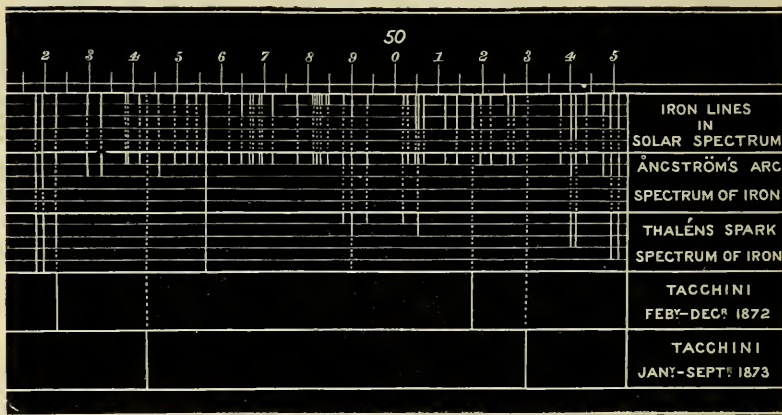 50
2 3 4 5 6 7 8 9 0 1 2 3 4 5
IRON LINES
IN
SOLAR SPECTRUM
ÅNGSTRÖM'S ARC
SPECTRUM OF IRON
THALÉNS SPARK
SPECTRUM OF IRON
TACCHINI
FEBY-DECR 1872
TACCHINI
JANY-SEPTR 1873